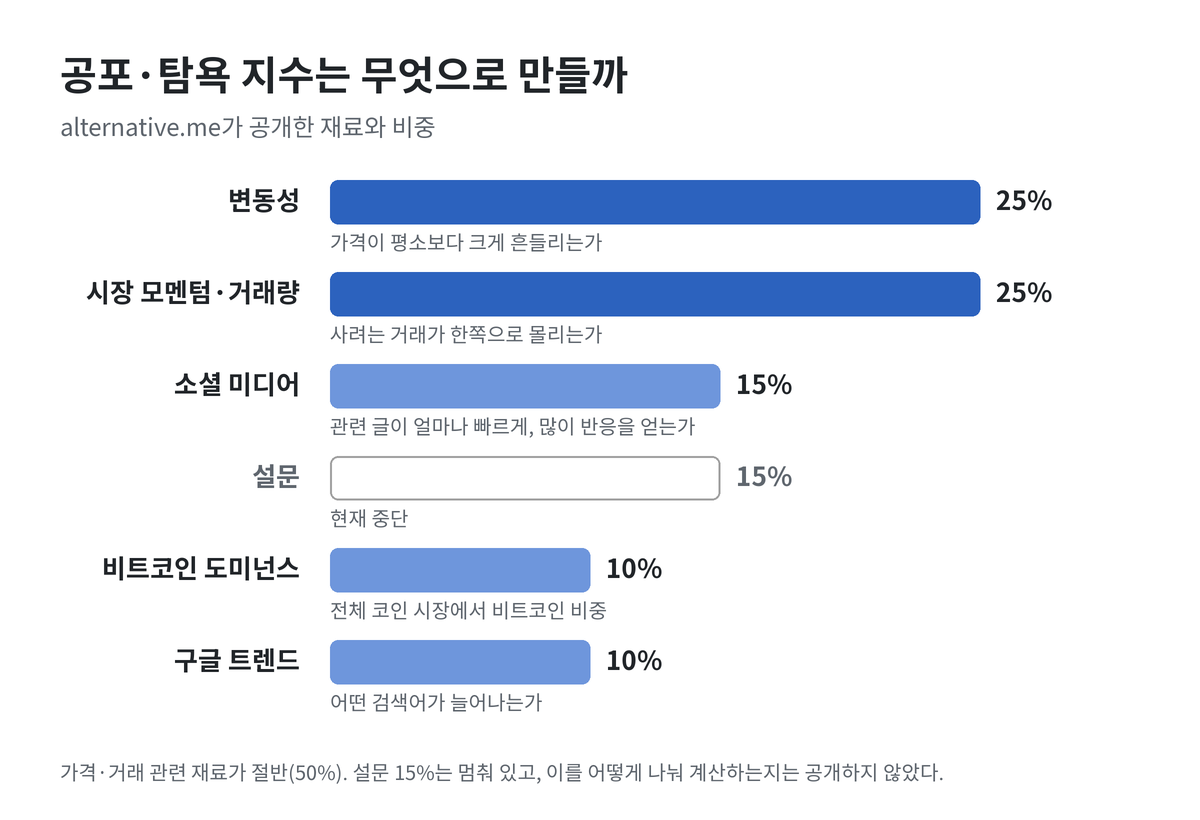 공포·탐욕 지수는 무엇으로 만들까
alternative.me가 공개한 재료와 비중
변동성 25%
가격이 평소보다 크게 흔들리는가
시장 모멘텀·거래량 25%
사려는 거래가 한쪽으로 몰리는가
소셜 미디어 15%
관련 글이 얼마나 빠르게, 많이 반응을 얻는가
설문 15%
현재 중단
비트코인 도미넌스 10%
전체 코인 시장에서 비트코인 비중
구글 트렌드 10%
어떤 검색어가 늘어나는가
가격·거래 관련 재료가 절반(50%). 설문 15%는 멈춰 있고, 이를 어떻게 나눠 계산하는지는 공개하지 않았다.